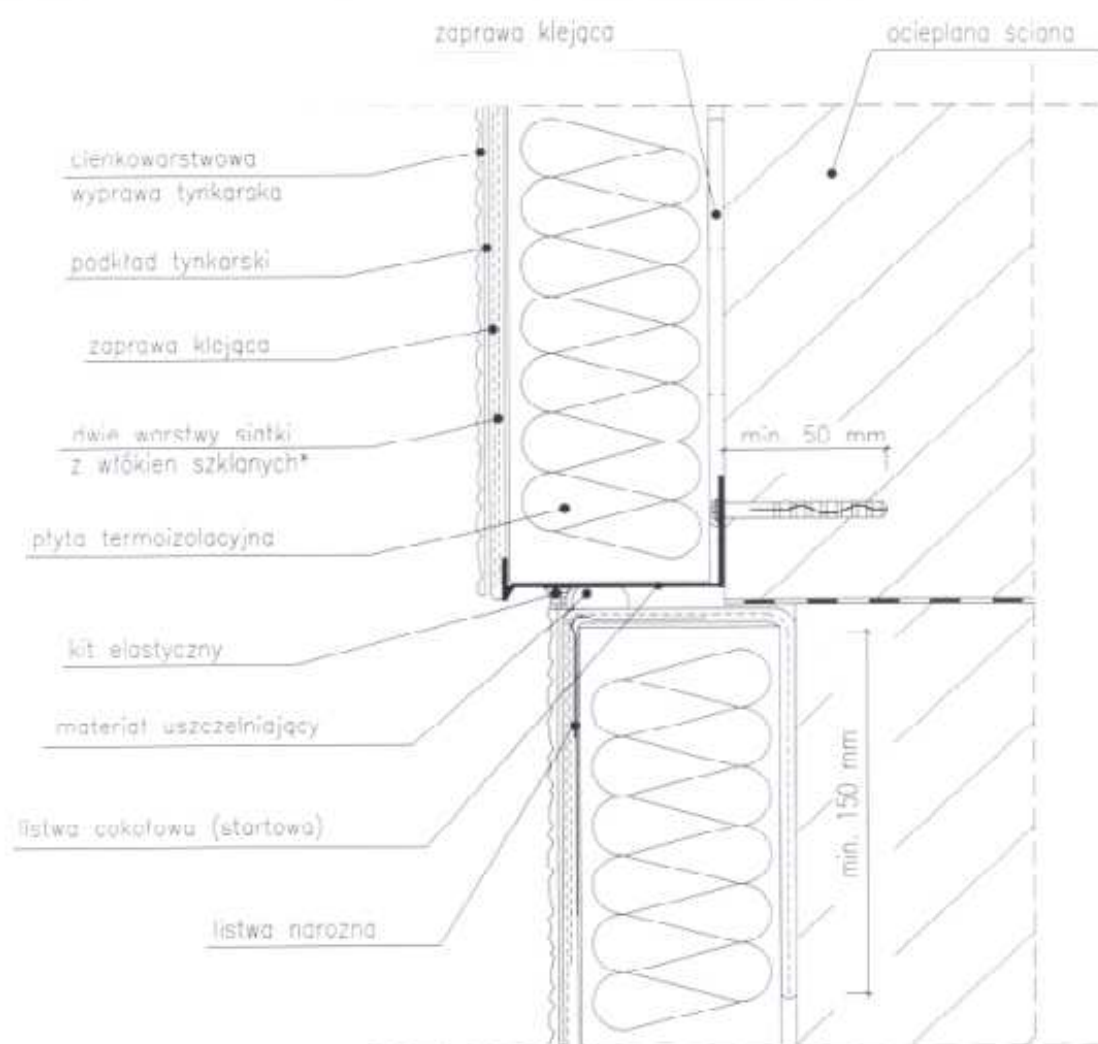 zaprawa klejąca
ocieplana ściana
cienkowarstwowa
wyprawa tynkarska
podkład tynkarski
zaprawa klejąca
dwie warstwy siatki
z włókien szklanych*
min. 50 mm
płyta termoizolacyjna
kit elastyczny
materiał uszczelniający
min. 150 mm
listwa cokołowa (startowa)
listwa narożna